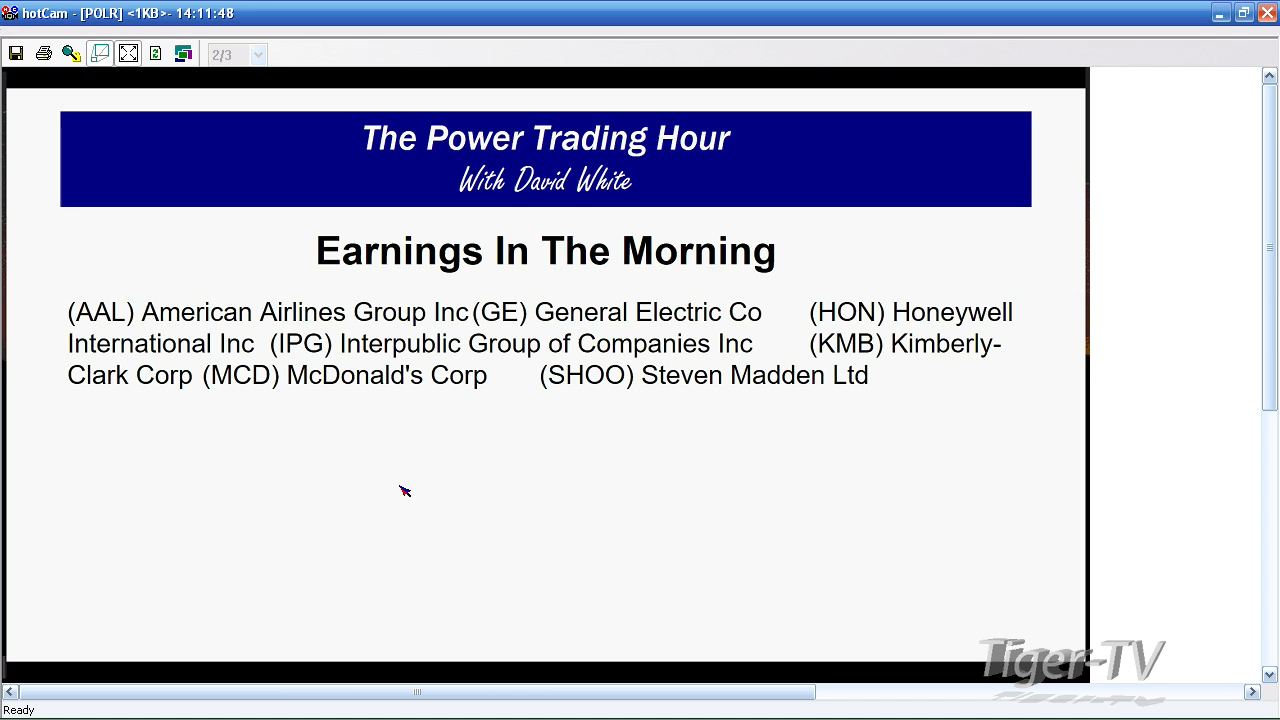 hotCam - [POLR] <1KB>- 14:11:48
2/3
The Power Trading Hour
With David White
Earnings In The Morning
(AAL) American Airlines Group Inc (GE) General Electric Co (HON) Honeywell
International Inc (IPG) Interpublic Group of Companies Inc (KMB) Kimberly-
Clark Corp (MCD) McDonald's Corp (SHOO) Steven Madden Ltd
Tiger-TV
Ready